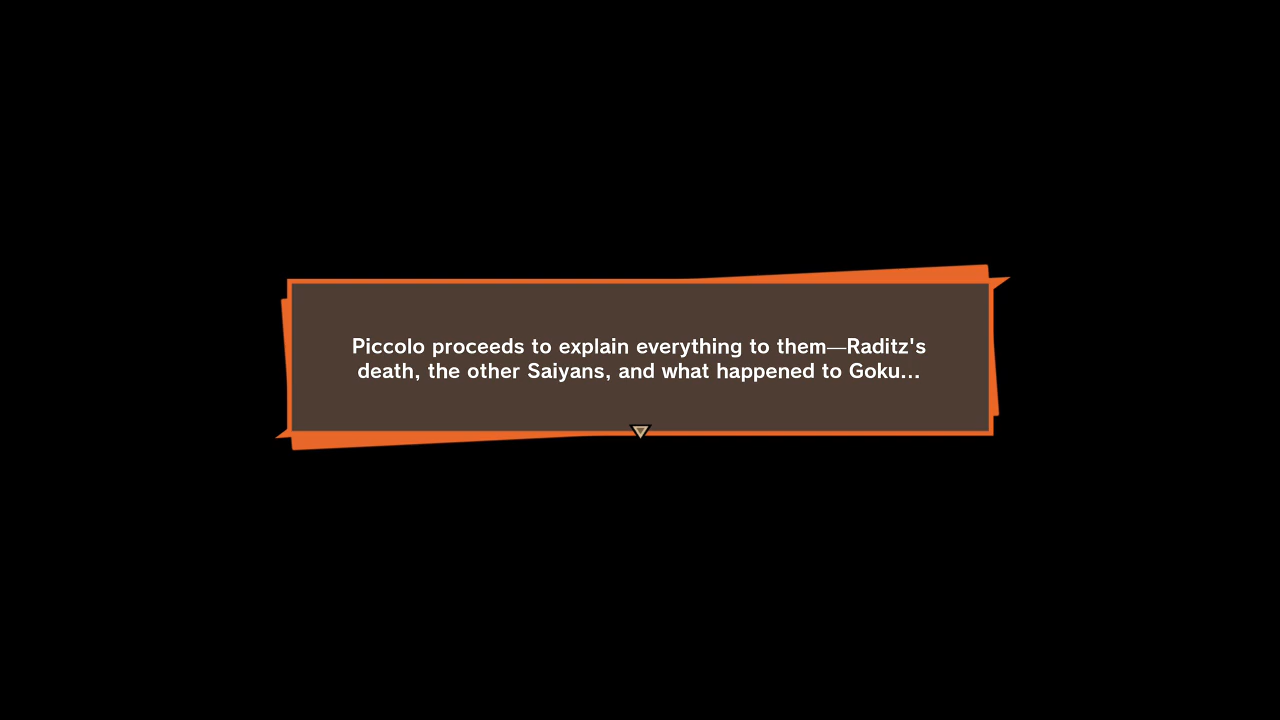 Piccolo proceeds to explain everything to them—Raditz's
death, the other Saiyans, and what happened to Goku...